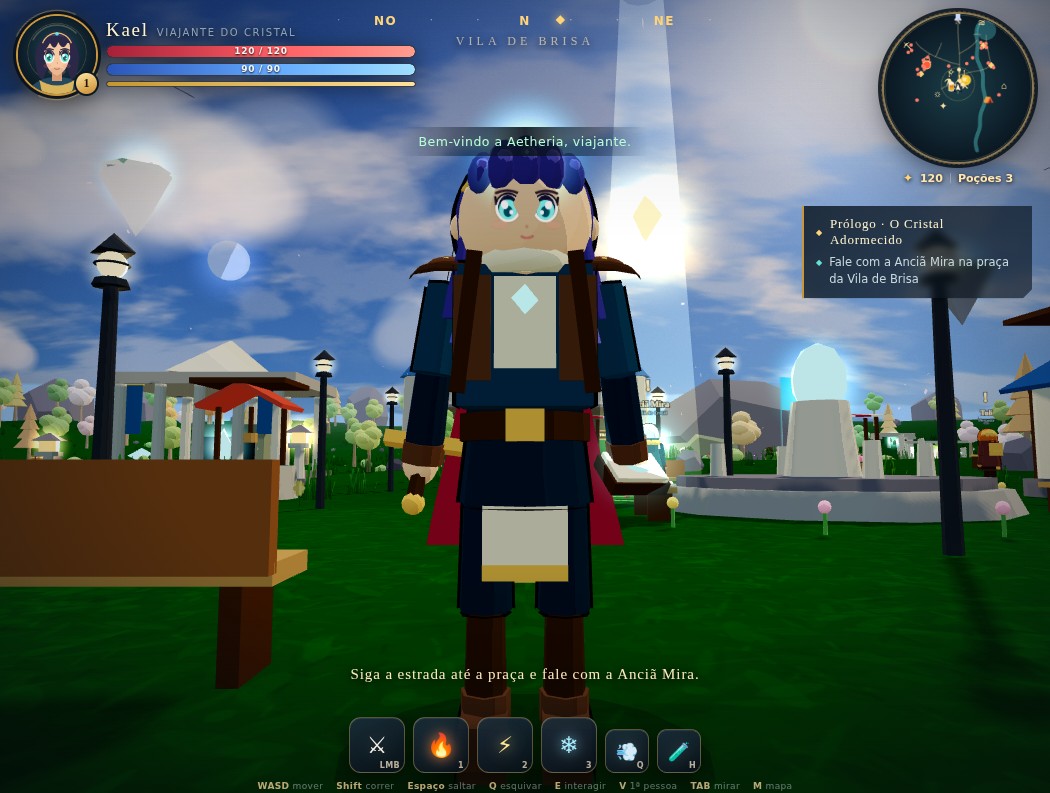 NO
N
NE
Kael VIAJANTE DO CRISTAL
120 / 120
90 / 90
1
VILA DE BRISA
Bem-vindo a Aetheria, viajante.
120 | Poções 3
Prólogo · O Cristal
Adormecido
Fale com a Anciã Mira na praça
da Vila de Brisa
!
Mira
!
Siga a estrada até a praça e fale com a Anciã Mira.
LMB
1
2
3
Q
H
WASD mover Shift correr Espaço saltar Q esquivar E interagir V 1ª pessoa TAB mirar M mapa